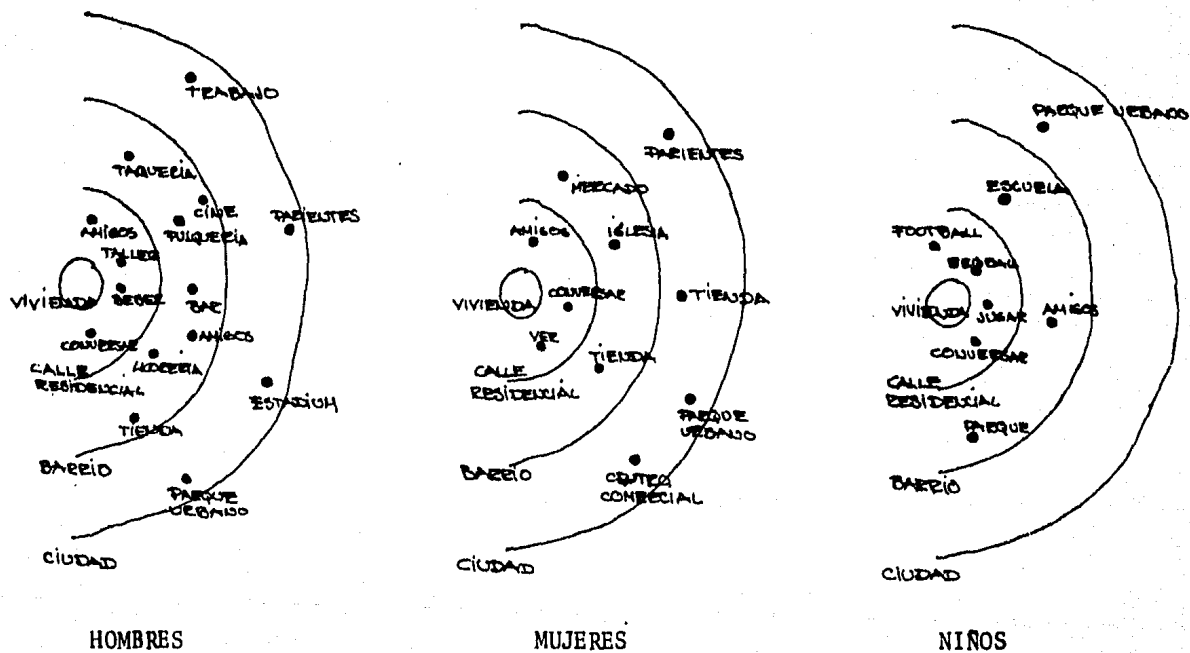 TRABAJO
TAQUERIA
CINE
PARIENTES
AMIGOS
PULQUERIA
TALLER
VIVIENDA
BEBER
BAR
CONVERSAR
AMIGOS
LICORERIA
CALLE
RESIDENCIAL
ESTADIUM
TIENDA
BARRIO
PARQUE
URBANO
CIUDAD
HOMBRES
PARIENTES
MERCADO
AMIGOS
IGLESIA
VIVIENDA
CONVERSAR
TIENDA
VER
TIENDA
CALLE
RESIDENCIAL
PARQUE
URBANO
BARRIO
CENTRO
COMERCIAL
CIUDAD
MUJERES
PARQUE URBANO
ESCUELA
FOOTBALL
BEQBALL
VIVIENDA
JUGAR
AMIGOS
CONVERSAR
CALLE
RESIDENCIAL
PARQUE
BARRIO
CIUDAD
NIÑOS